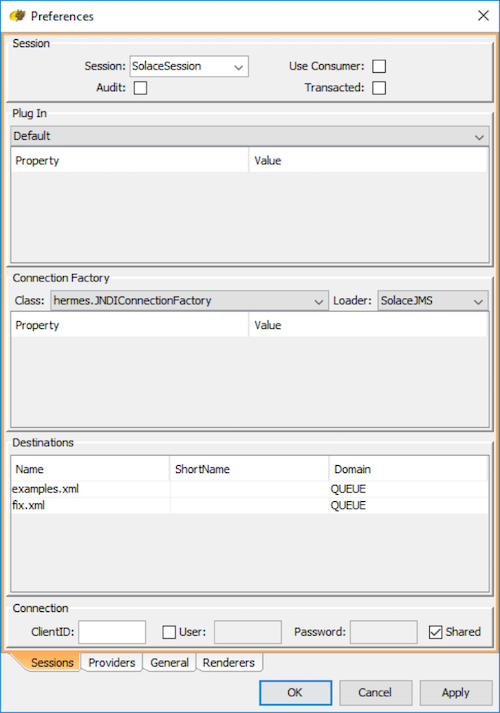 Preferences
Session
Session: SolaceSession Use Consumer:
Audit: Transacted:
Plug In
Default
Property Value
Connection Factory
Class: hermes.JNDIConnectionFactory Loader: SolaceJMS
Property Value
Destinations
Name ShortName Domain
examples.xml QUEUE
fix.xml QUEUE
Connection
ClientID: User: Password: Shared
Sessions Providers General Renderers
OK Cancel Apply